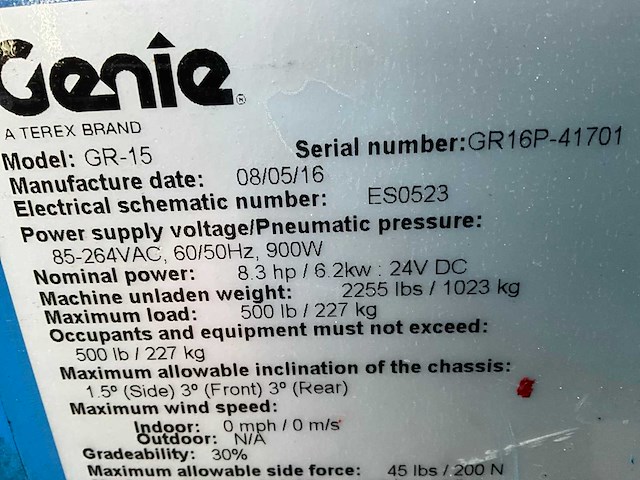 Genie®
A TEREX BRAND
Model: GR-15 Serial number:GR16P-41701
Manufacture date: 08/05/16
Electrical schematic number: ES0523
Power supply voltage/Pneumatic pressure:
85-264VAC, 60/50Hz, 900W
Nominal power: 8.3 hp / 6.2kw : 24V DC
Machine unladen weight: 2255 lbs / 1023 kg
Maximum load: 500 lb / 227 kg
Occupants and equipment must not exceed:
500 lb / 227 kg
Maximum allowable inclination of the chassis:
1.5º (Side) 3º (Front) 3º (Rear)
Maximum wind speed:
Indoor: 0 mph / 0 m/s
Outdoor: N/A
Gradeability: 30%
Maximum allowable side force: 45 lbs / 200 N